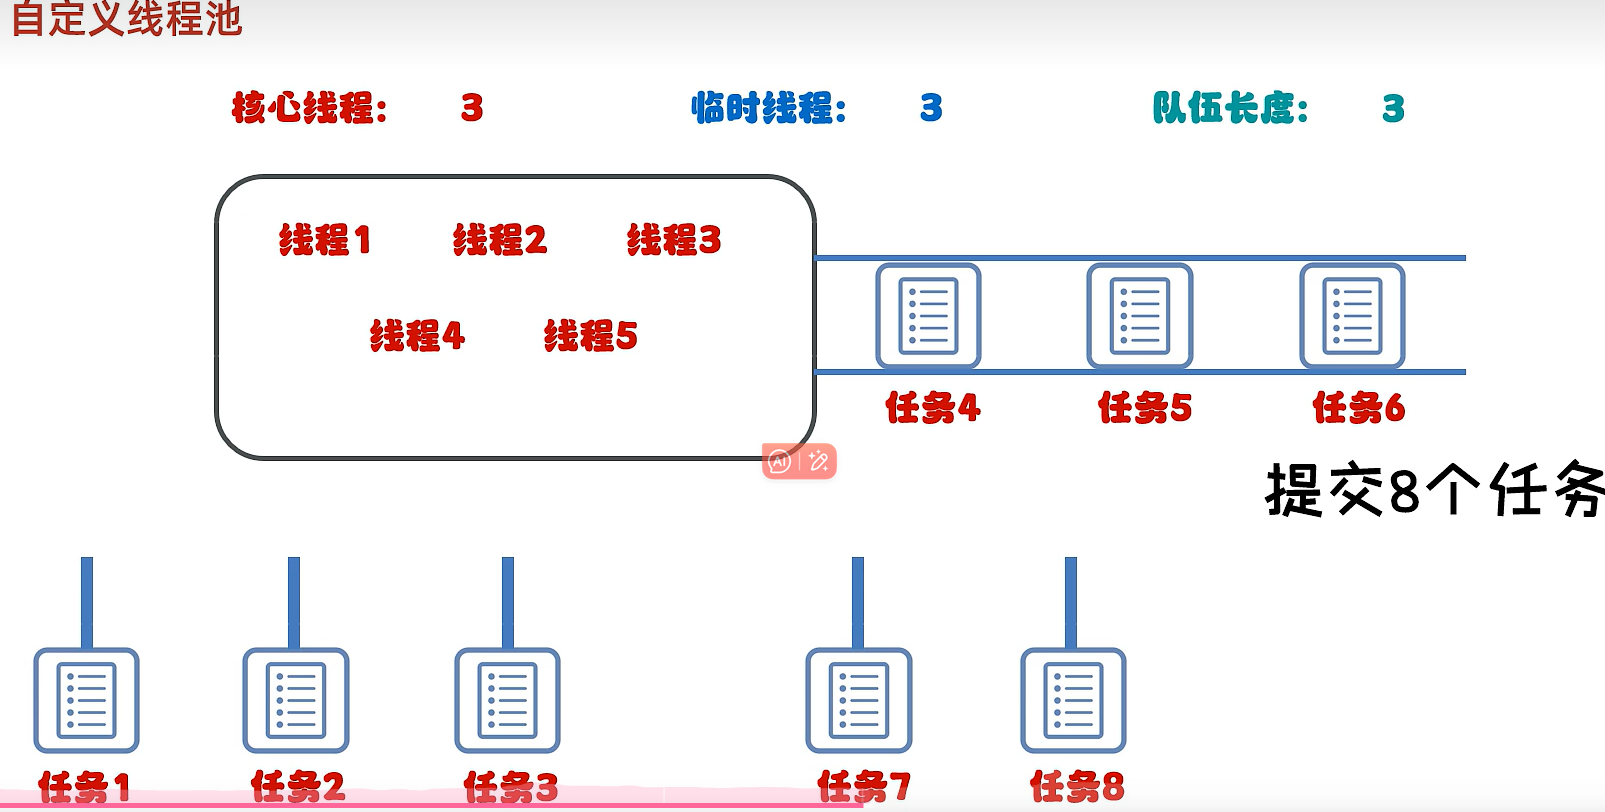 自定义线程池
核心线程： 3 临时线程： 3 队伍长度： 3
线程1 线程2 线程3
线程4 线程5
任务4 任务5 任务6
AI
提交8个任务
任务1 任务2 任务3 任务7 任务8